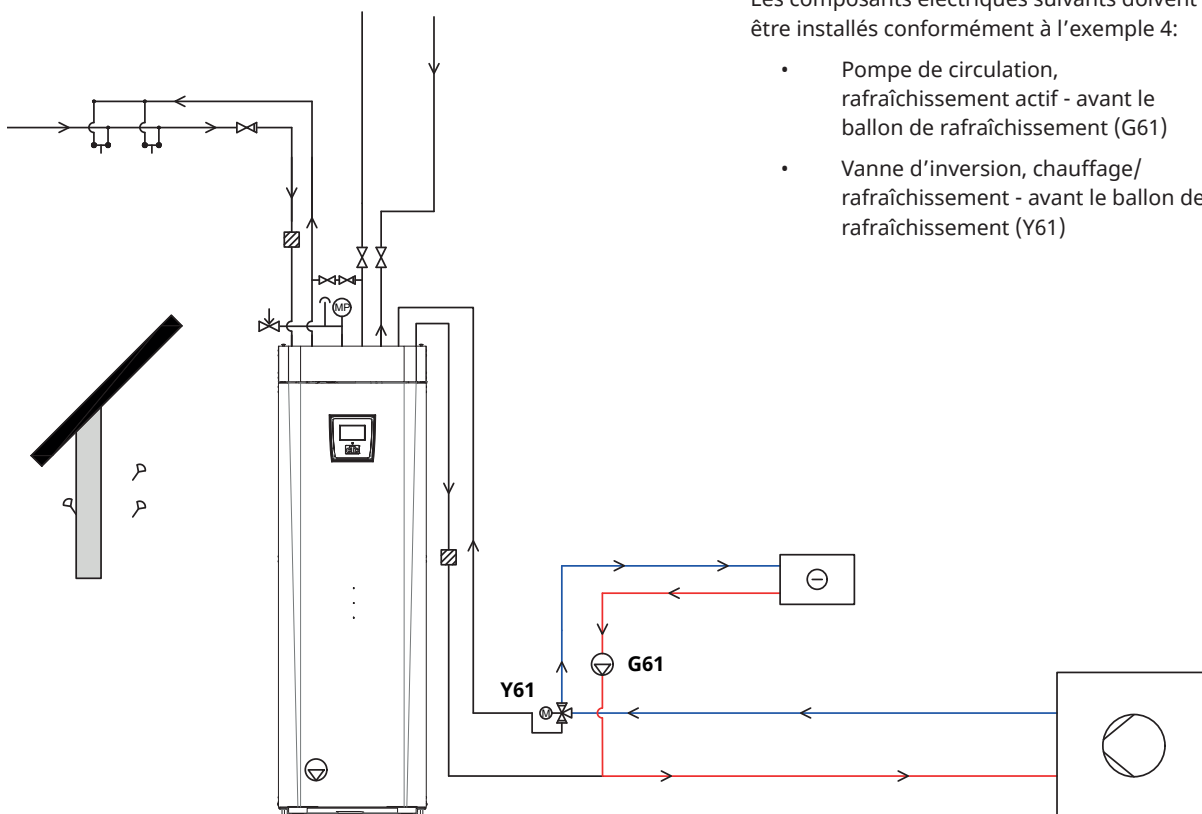 Les composants électriques suivants doivent
être installés conformément à l’exemple 4:
• Pompe de circulation,
rafraîchissement actif - avant le
ballon de rafraîchissement (G61)
• Vanne d’inversion, chauffage/
rafraîchissement - avant le ballon de
rafraîchissement (Y61)
MP
G61
Y61
M